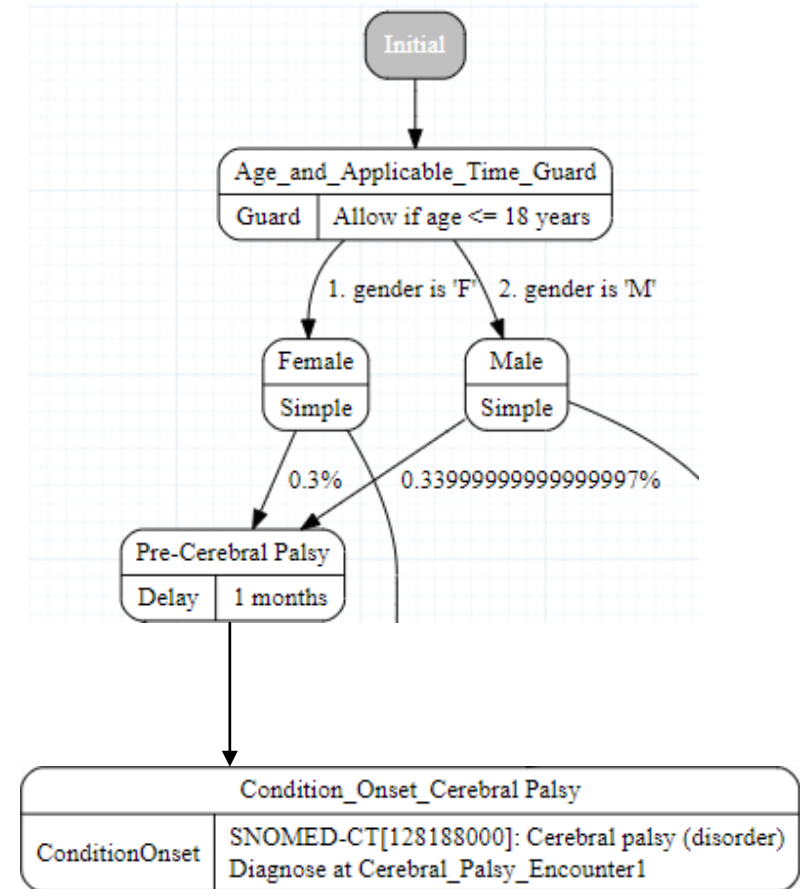 Initial
Age_and_Applicable_Time_Guard
Guard Allow if age <= 18 years
1. gender is 'F' 2. gender is 'M'
Female Male
Simple Simple
0.3% 0.33999999999999997%
Pre-Cerebral Palsy
Delay 1 months
Condition_Onset_Cerebral Palsy
ConditionOnset SNOMED-CT[128188000]: Cerebral palsy (disorder)
Diagnose at Cerebral_Palsy_Encounter1